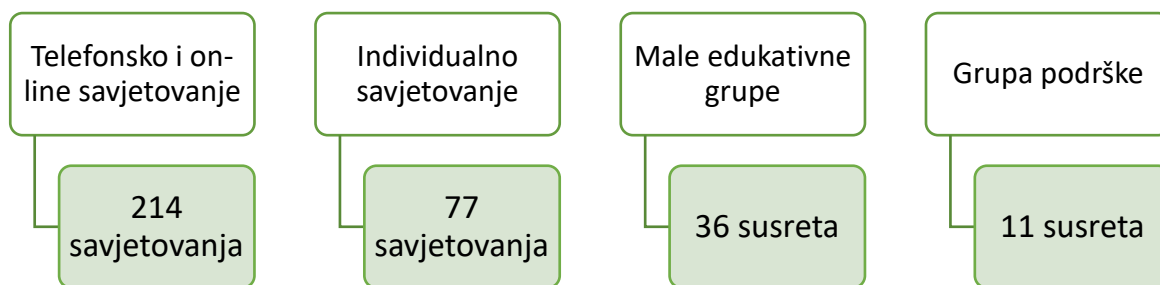 Telefonsko i on-
line savjetovanje
214
savjetovanja
Individualno
savjetovanje
77
savjetovanja
Male edukativne
grupe
36 susreta
Grupa podrške
11 susreta